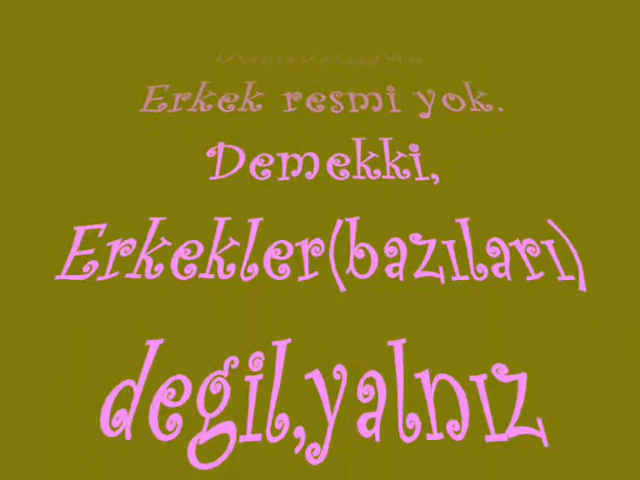 Erkek resmi yok.
Demekki,
Erkekler(bazıları)
degil,yalnız